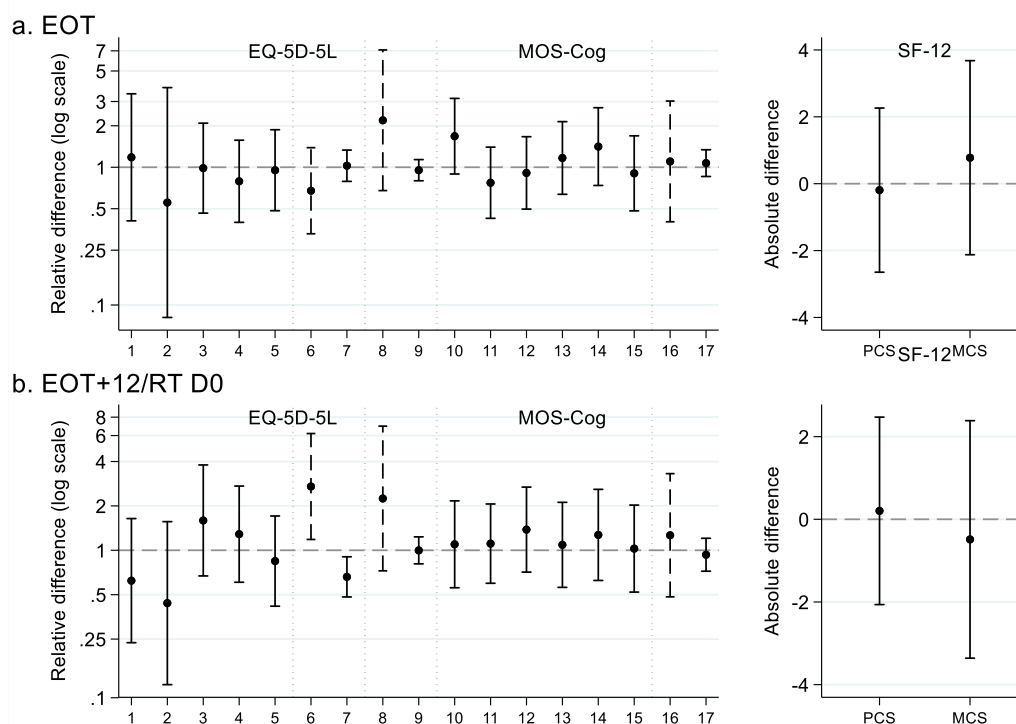 a. EOT
EQ-5D-5L
MOS-Cog
Relative difference (log scale)
7
5
3
2
1
.5
.25
.1
1 2 3 4 5 6 7 8 9 10 11 12 13 14 15 16 17
SF-12
Absolute difference
4
2
0
-2
-4
PCS MCS
b. EOT+12/RT D0
EQ-5D-5L
MOS-Cog
Relative difference (log scale)
8
6
4
2
1
.5
.25
.1
1 2 3 4 5 6 7 8 9 10 11 12 13 14 15 16 17
SF-12
Absolute difference
2
0
-2
-4
PCS MCS